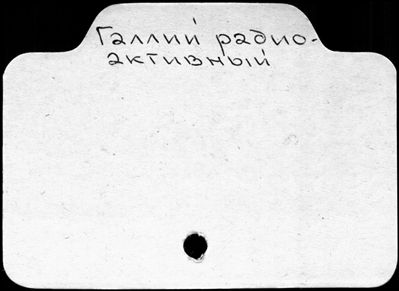 Галлий радио-
активный